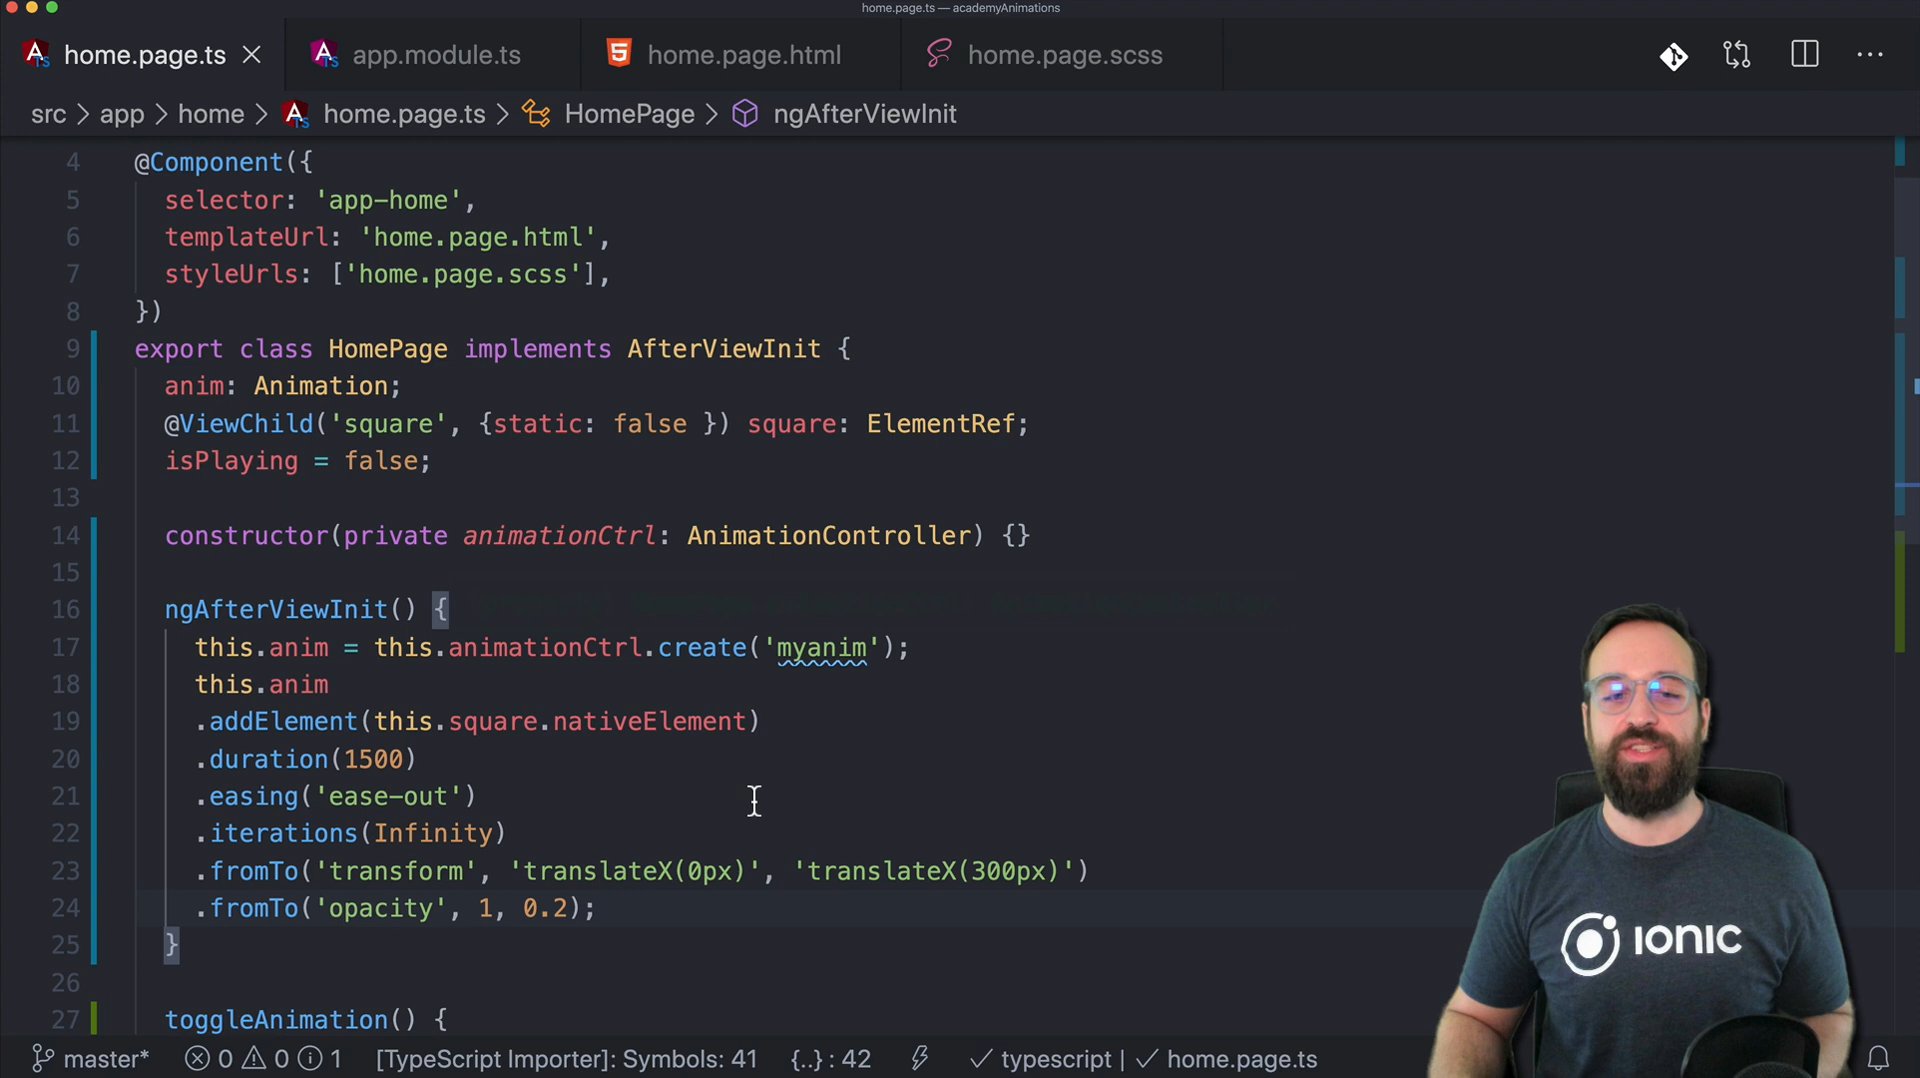 home.page.ts — academyAnimations
home.page.ts
app.module.ts
home.page.html
home.page.scss
src > app > home > home.page.ts > HomePage > ngAfterViewInit
4 @Component({
5 selector: 'app-home',
6 templateUrl: 'home.page.html',
7 styleUrls: ['home.page.scss'],
8 })
9 export class HomePage implements AfterViewInit {
10 anim: Animation;
11 @ViewChild('square', {static: false }) square: ElementRef;
12 isPlaying = false;
13
14 constructor(private animationCtrl: AnimationController) {}
15
16 ngAfterViewInit() {
17 this.anim = this.animationCtrl.create('myanim');
18 this.anim
19 .addElement(this.square.nativeElement)
20 .duration(1500)
21 .easing('ease-out')
22 .iterations(Infinity)
23 .fromTo('transform', 'translateX(0px)', 'translateX(300px)')
24 .fromTo('opacity', 1, 0.2);
25 }
26
27 toggleAnimation() {
IONIC
master* 0 0 1 [TypeScript Importer]: Symbols: 41 {..} : 42 typescript | home.page.ts